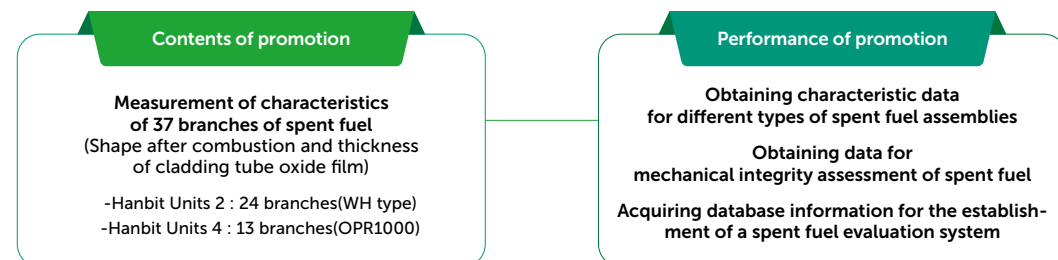 Contents of promotion
Measurement of characteristics
of 37 branches of spent fuel
(Shape after combustion and thickness
of cladding tube oxide film)
-Hanbit Units 2 : 24 branches(WH type)
-Hanbit Units 4 : 13 branches(OPR1000)
Performance of promotion
Obtaining characteristic data
for different types of spent fuel assemblies
Obtaining data for
mechanical integrity assessment of spent fuel
Acquiring database information for the establish-
ment of a spent fuel evaluation system